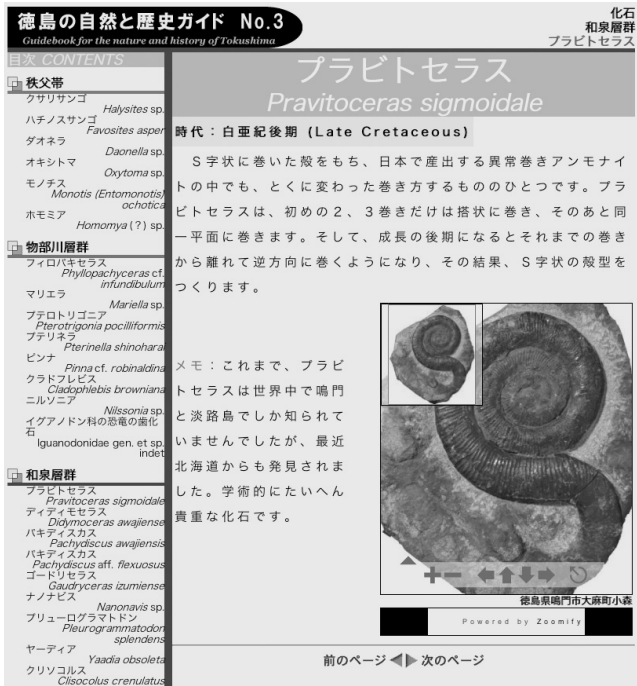 徳島の自然と歴史ガイド No.3
Guidebook for the nature and history of Tokushima
化石
和泉層群
プラビトセラス
目次 CONTENTS
秩父帯
クサリサンゴ
Halysites sp.
ハチノスサンゴ
Favosites asper
ダオネラ
Daonella sp.
オキシトマ
Oxytoma sp.
モノチス
Monotis (Entomonotis)
ochotica
ホモミア
Homomya (?) sp.
物部川層群
フィロパキセラス
Phyllopachyceras cf.
infundibulum
マリエラ
Mariella sp.
プテロトリゴニア
Pterotrigonia pocilliformis
プテリネラ
Pterinella shinoharai
ピンナ
Pinna cf. robinaldina
クラドフレビス
Cladophlebis browniana
ニルソニア
Nilssonia sp.
イグアノドン科の恐竜の歯化
石
Iguanodonidae gen. et sp.
indet
和泉層群
プラビトセラス
Pravitoceras sigmoidale
ディディモセラス
Didymoceras awajiense
パキディスカス
Pachydiscus awajiensis
パキディスカス
Pachydiscus aff. flexuosus
ゴードリセラス
Gaudryceras izumiense
ナノナビス
Nanonavis sp.
プリューログラマトドン
Pleurogrammatodon
splendens
ヤーディア
Yaadia obsoleta
クリソコルス
Clisocolus crenulatus
プラビトセラス
Pravitoceras sigmoidale
時代：白亜紀後期 (Late Cretaceous)
Ｓ字状に巻いた殻をもち、日本で産出する異常巻きアンモナイ
トの中でも、とくに変わった巻き方するもののひとつです。プラ
ビトセラスは、初めの２、３巻きだけは塔状に巻き、そのあと同
一平面に巻きます。そして、成長の後期になるとそれまでの巻き
から離れて逆方向に巻くようになり、その結果、Ｓ字状の殻型を
つくります。
メモ：これまで、プラビ
トセラスは世界中で鳴門
と淡路島でしか知られて
いませんでしたが、最近
北海道からも発見されま
した。学術的にたいへん
貴重な化石です。
徳島県鳴門市大麻町小森
Powered by Zoomify
前のページ 次のページ